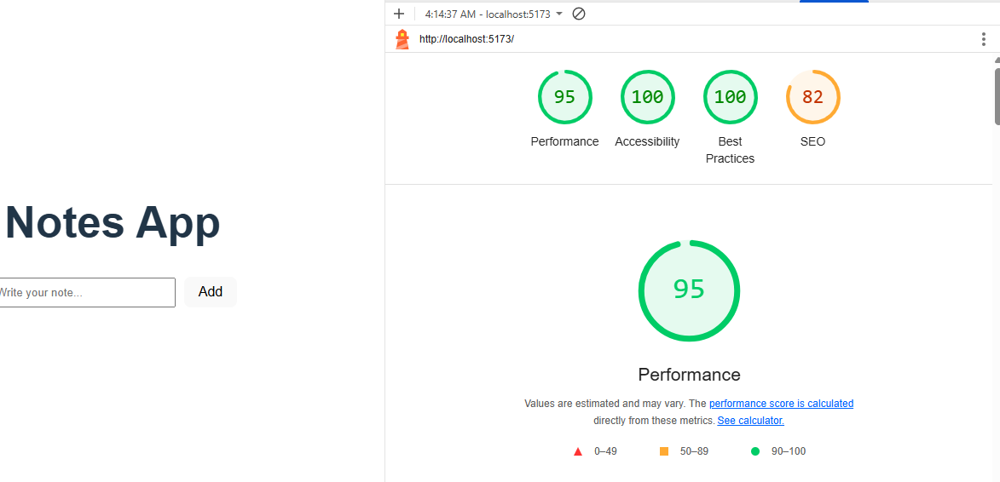 4:14:37 AM - localhost:5173
http://localhost:5173/
95 100 100 82
Performance Accessibility Best Practices SEO
Notes App
Write your note...
Add
95
Performance
Values are estimated and may vary. The performance score is calculated
directly from these metrics. See calculator.
0–49 50–89 90–100